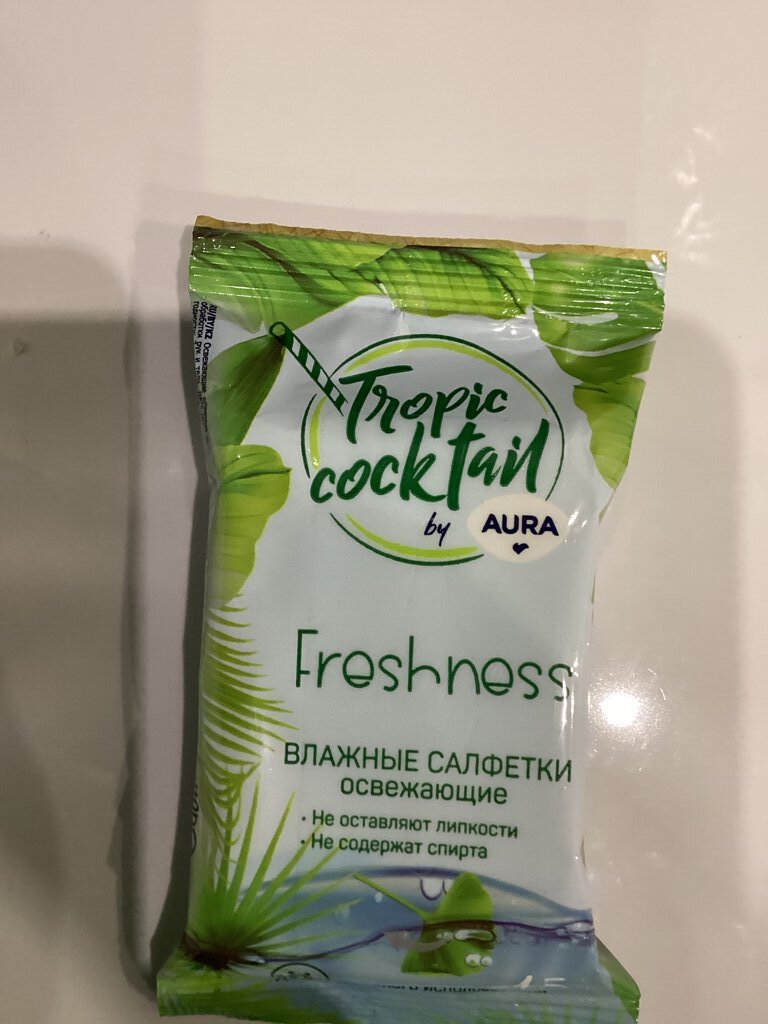 Tropic
cocktail
by AURA
Freshness
ВЛАЖНЫЕ САЛФЕТКИ
освежающие
• Не оставляют липкости
• Не содержат спирта